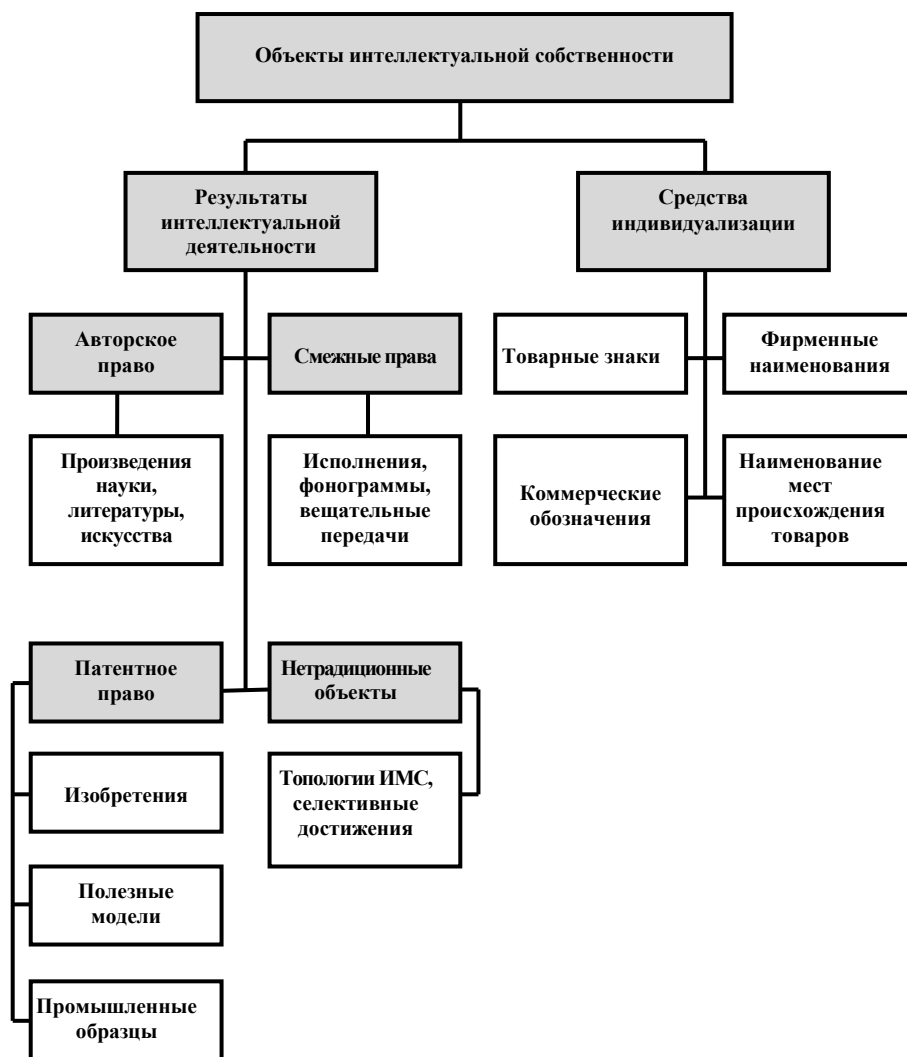 Объекты интеллектуальной собственности
Результаты
интеллектуальной
деятельности
Средства
индивидуализации
Авторское
право
Смежные права
Товарные знаки
Фирменные
наименования
Произведения
науки,
литературы,
искусства
Исполнения,
фонограммы,
вещательные
передачи
Коммерческие
обозначения
Наименование
мест
происхождения
товаров
Патентное
право
Нетрадиционные
объекты
Изобретения
Топологии ИМС,
селективные
достижения
Полезные
модели
Промышленные
образцы